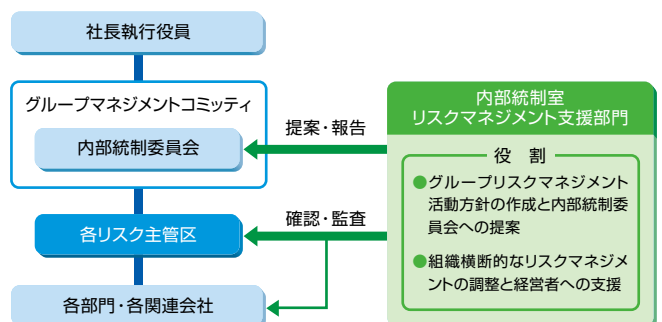 社長執行役員
グループマネジメントコミッティ
内部統制委員会
各リスク主管区
各部門・各関連会社
提案・報告
確認・監査
内部統制室
リスクマネジメント支援部門
役 割
●グループリスクマネジメント
活動方針の作成と内部統制委
員会への提案
●組織横断的なリスクマネジメ
ントの調整と経営者への支援